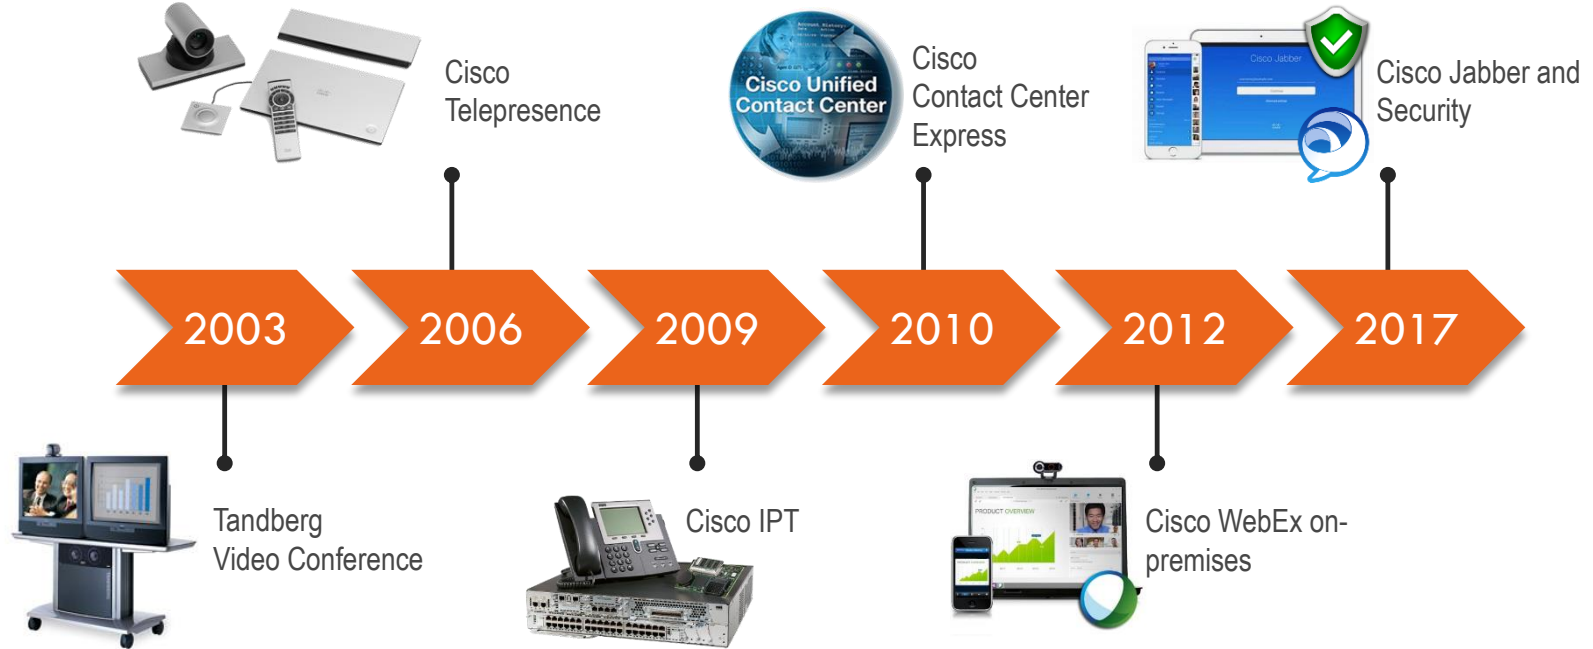 Cisco
Telepresence
Cisco Unified
Contact Center
Cisco
Contact Center
Express
Cisco Jabber
Cisco Jabber and
Security
2003
2006
2009
2010
2012
2017
Tandberg
Video Conference
Cisco IPT
PRODUCT OVERVIEW
Cisco WebEx on-
premises